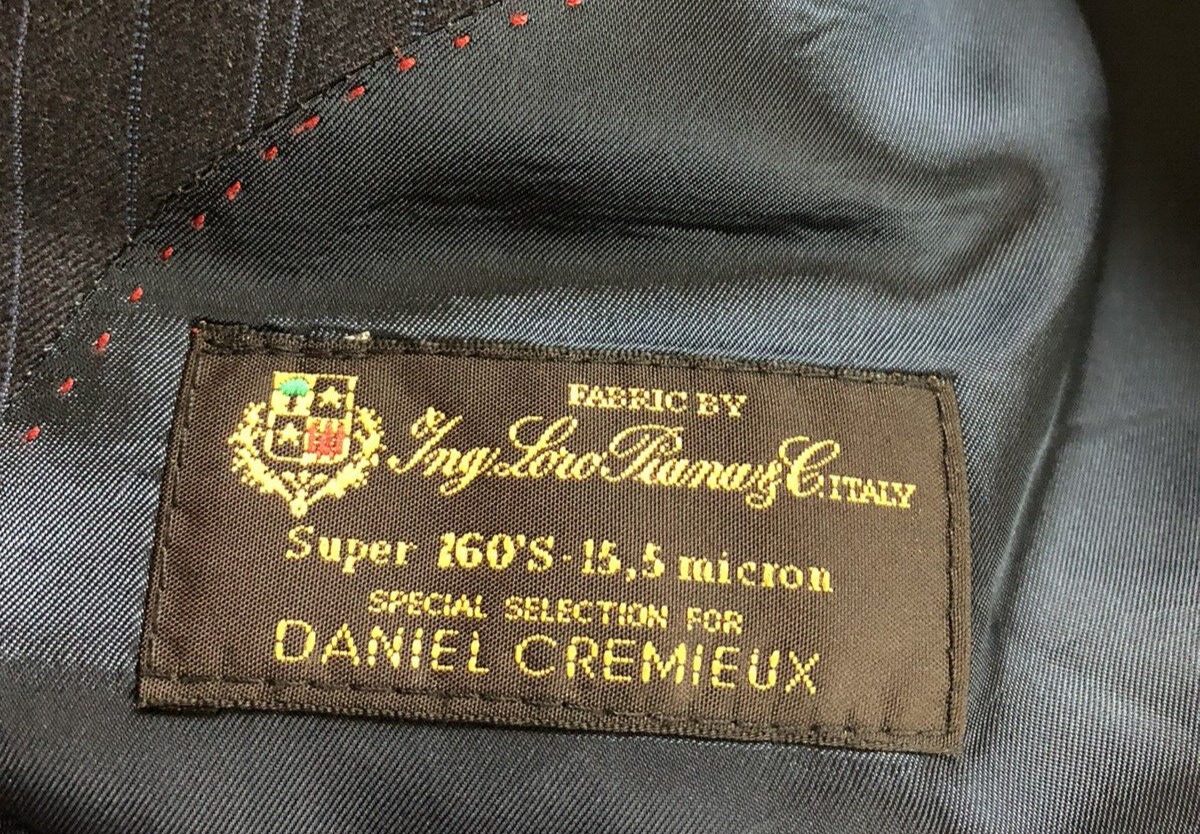 FABRIC BY
Ing. Loro Piana & C. ITALY
Super 160'S - 15,5 micron
SPECIAL SELECTION FOR
DANIEL CREMIEUX